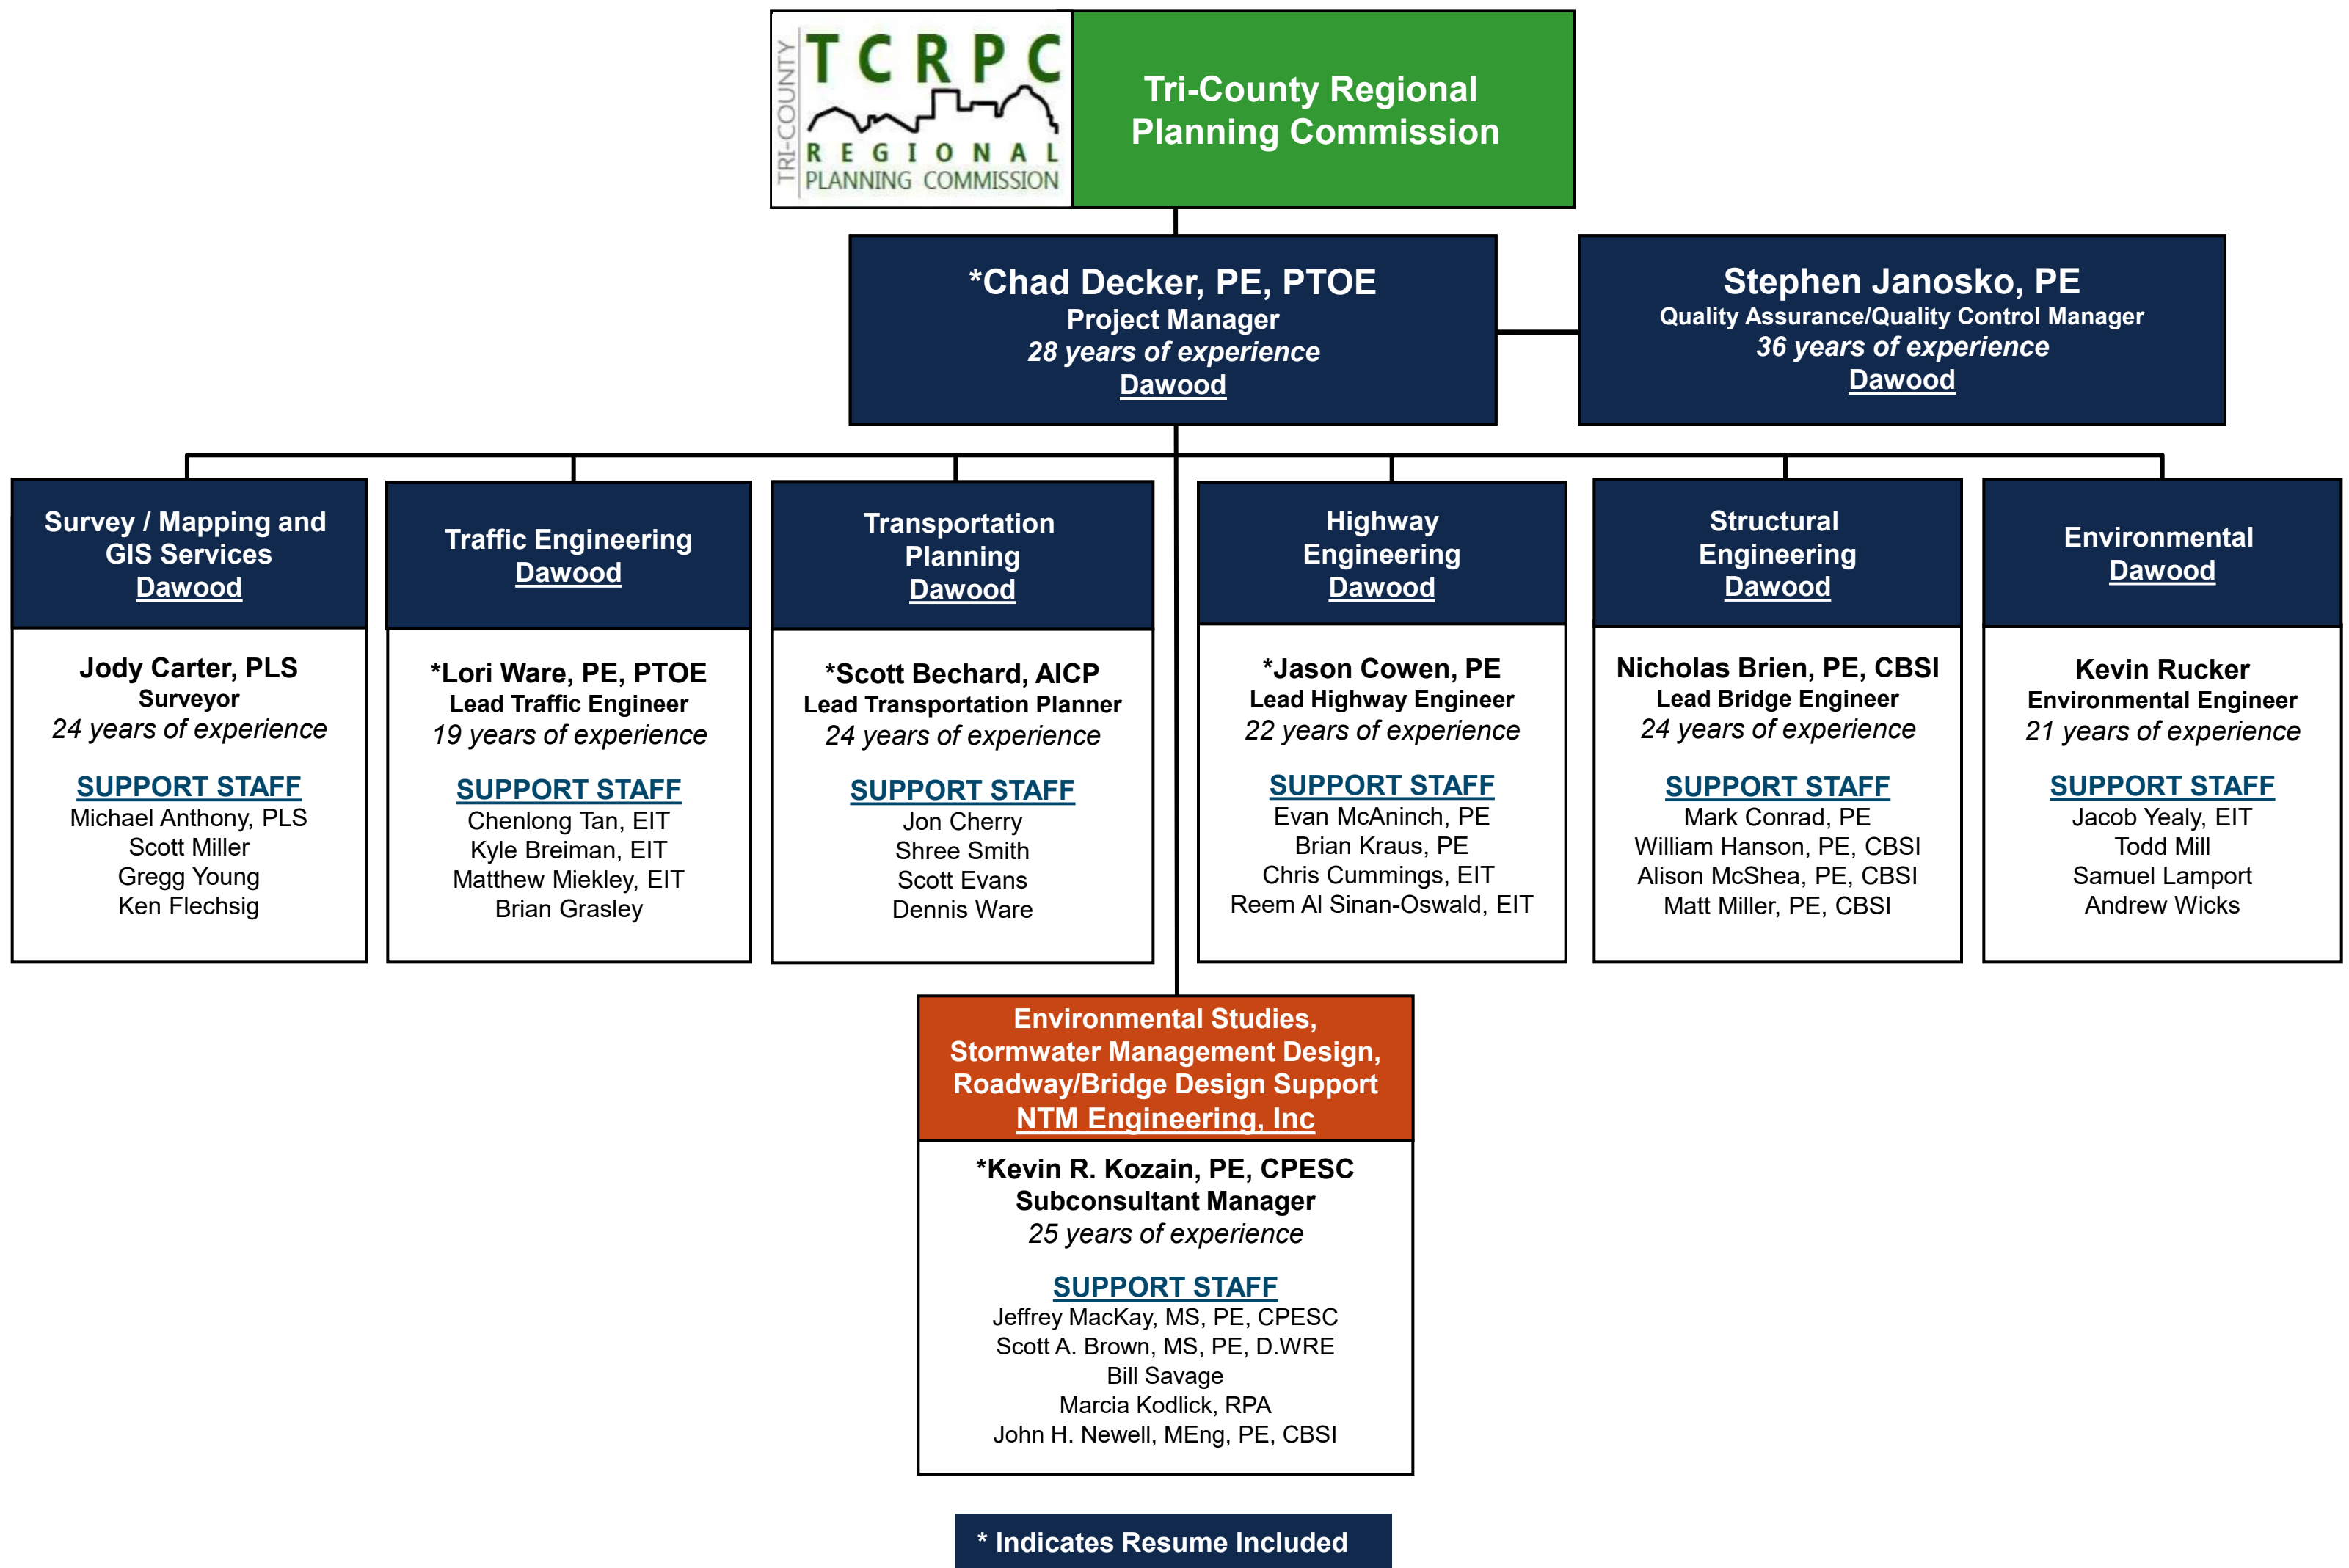 TRI-COUNTY
T C R P C
R E G I O N A L
PLANNING COMMISSION
Tri-County Regional
Planning Commission
*Chad Decker, PE, PTOE
Project Manager
28 years of experience
Dawood
Stephen Janosko, PE
Quality Assurance/Quality Control Manager
36 years of experience
Dawood
Survey / Mapping and
GIS Services
Dawood
Jody Carter, PLS
Surveyor
24 years of experience
SUPPORT STAFF
Michael Anthony, PLS
Scott Miller
Gregg Young
Ken Flechsig
Traffic Engineering
Dawood
*Lori Ware, PE, PTOE
Lead Traffic Engineer
19 years of experience
SUPPORT STAFF
Chenlong Tan, EIT
Kyle Breiman, EIT
Matthew Miekley, EIT
Brian Grasley
Transportation
Planning
Dawood
*Scott Bechard, AICP
Lead Transportation Planner
24 years of experience
SUPPORT STAFF
Jon Cherry
Shree Smith
Scott Evans
Dennis Ware
Highway
Engineering
Dawood
*Jason Cowen, PE
Lead Highway Engineer
22 years of experience
SUPPORT STAFF
Evan McAninch, PE
Brian Kraus, PE
Chris Cummings, EIT
Reem Al Sinan-Oswald, EIT
Structural
Engineering
Dawood
Nicholas Brien, PE, CBSI
Lead Bridge Engineer
24 years of experience
SUPPORT STAFF
Mark Conrad, PE
William Hanson, PE, CBSI
Alison McShea, PE, CBSI
Matt Miller, PE, CBSI
Environmental
Dawood
Kevin Rucker
Environmental Engineer
21 years of experience
SUPPORT STAFF
Jacob Yealy, EIT
Todd Mill
Samuel Lamport
Andrew Wicks
Environmental Studies,
Stormwater Management Design,
Roadway/Bridge Design Support
NTM Engineering, Inc
*Kevin R. Kozain, PE, CPESC
Subconsultant Manager
25 years of experience
SUPPORT STAFF
Jeffrey MacKay, MS, PE, CPESC
Scott A. Brown, MS, PE, D.WRE
Bill Savage
Marcia Kodlick, RPA
John H. Newell, MEng, PE, CBSI
* Indicates Resume Included